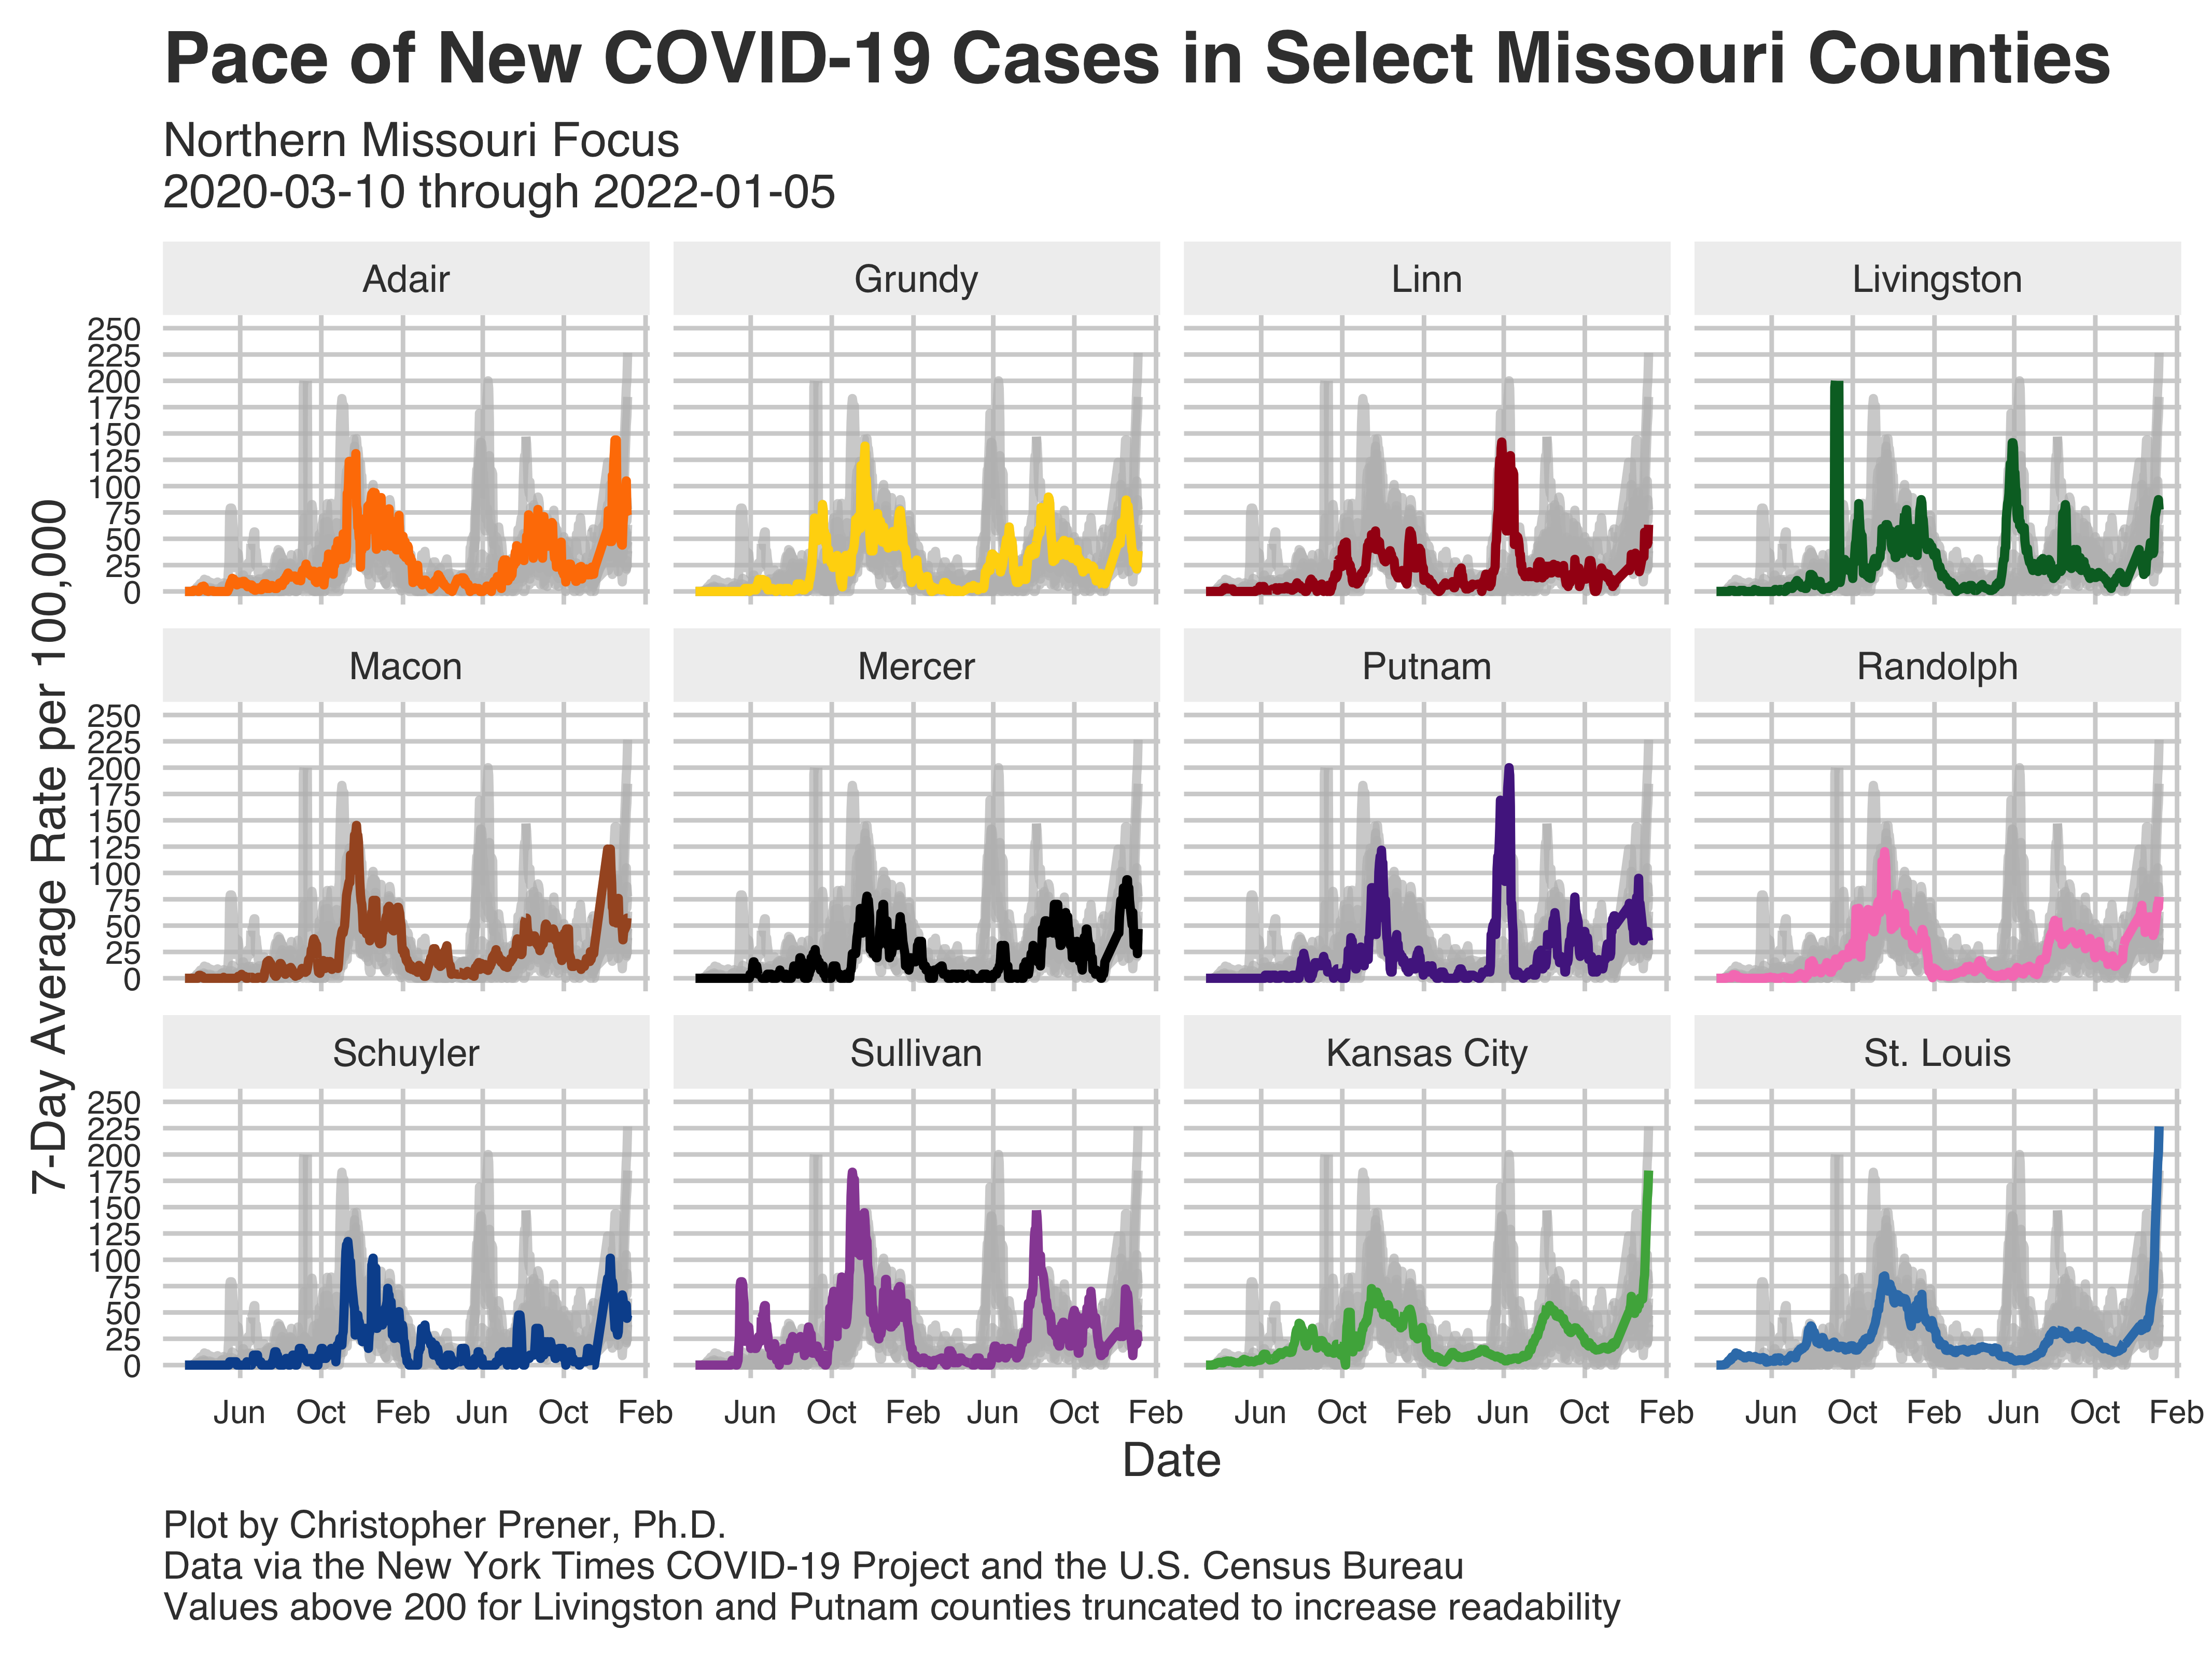 Pace of New COVID-19 Cases in Select Missouri Counties
Northern Missouri Focus
2020-03-10 through 2022-01-05
Adair
Grundy
Linn
Livingston
250
225
200
175
150
125
100
75
50
25
0
Macon
Mercer
Putnam
Randolph
250
225
200
175
150
125
100
75
50
25
0
7-Day Average Rate per 100,000
Schuyler
Sullivan
Kansas City
St. Louis
250
225
200
175
150
125
100
75
50
25
0
Jun Oct Feb Jun Oct Feb
Jun Oct Feb Jun Oct Feb
Jun Oct Feb Jun Oct Feb
Jun Oct Feb Jun Oct Feb
Date
Plot by Christopher Prener, Ph.D.
Data via the New York Times COVID-19 Project and the U.S. Census Bureau
Values above 200 for Livingston and Putnam counties truncated to increase readability